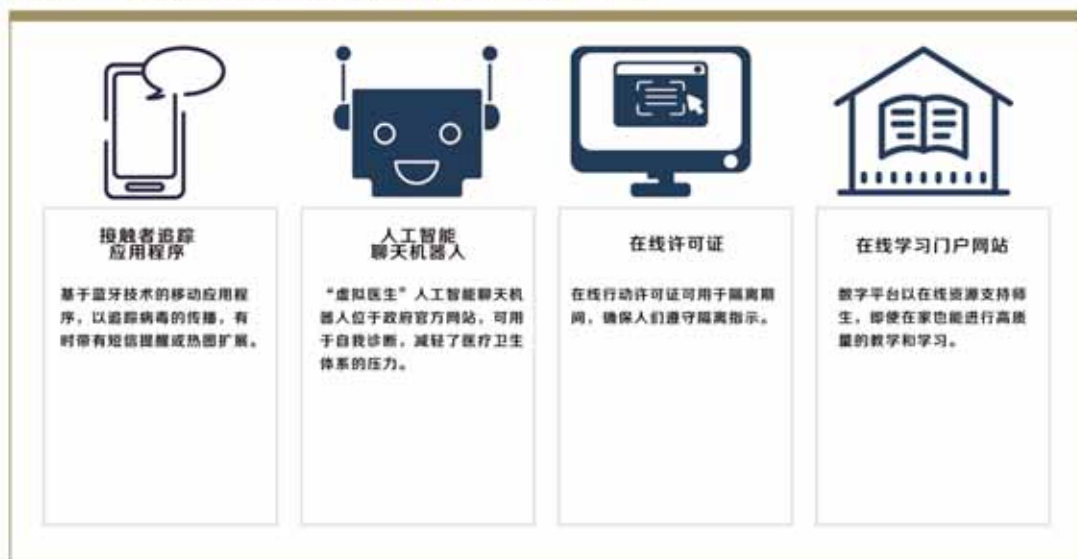 接触者追踪
应用程序
基于蓝牙技术的移动应用程
序，以追踪病毒的传播，有
时带有短信提醒或热图扩展。
人工智能
聊天机器人
“虚拟医生”人工智能聊天机
器人位于政府官方网站，可用
于自我诊断，减轻了医疗卫生
体系的压力。
在线许可证
在线行动许可证可用于隔离期
间，确保人们遵守隔离指示。
在线学习门户网站
数字平台以在线资源支持师
生，即使在家也能进行高质
量的教学和学习。